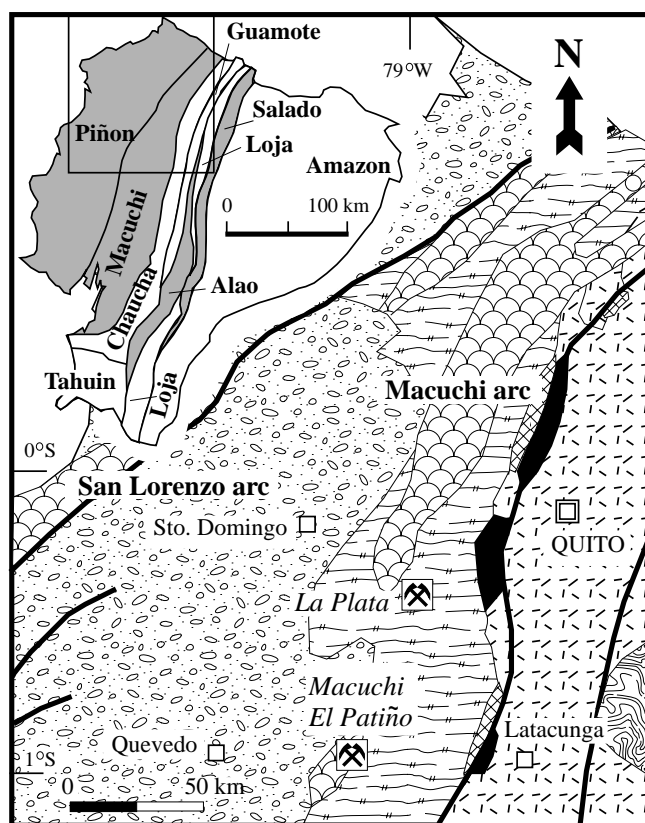 Guamote
79°W
N
Salado
Piñon
Loja
Amazon
0 100 km
Macuchi
Chaucha
Alao
Tahuin
Loja
Macuchi arc
0°S
San Lorenzo arc
Sto. Domingo
QUITO
La Plata
Macuchi
El Patiño
Quevedo
Latacunga
1°S
0 50 km